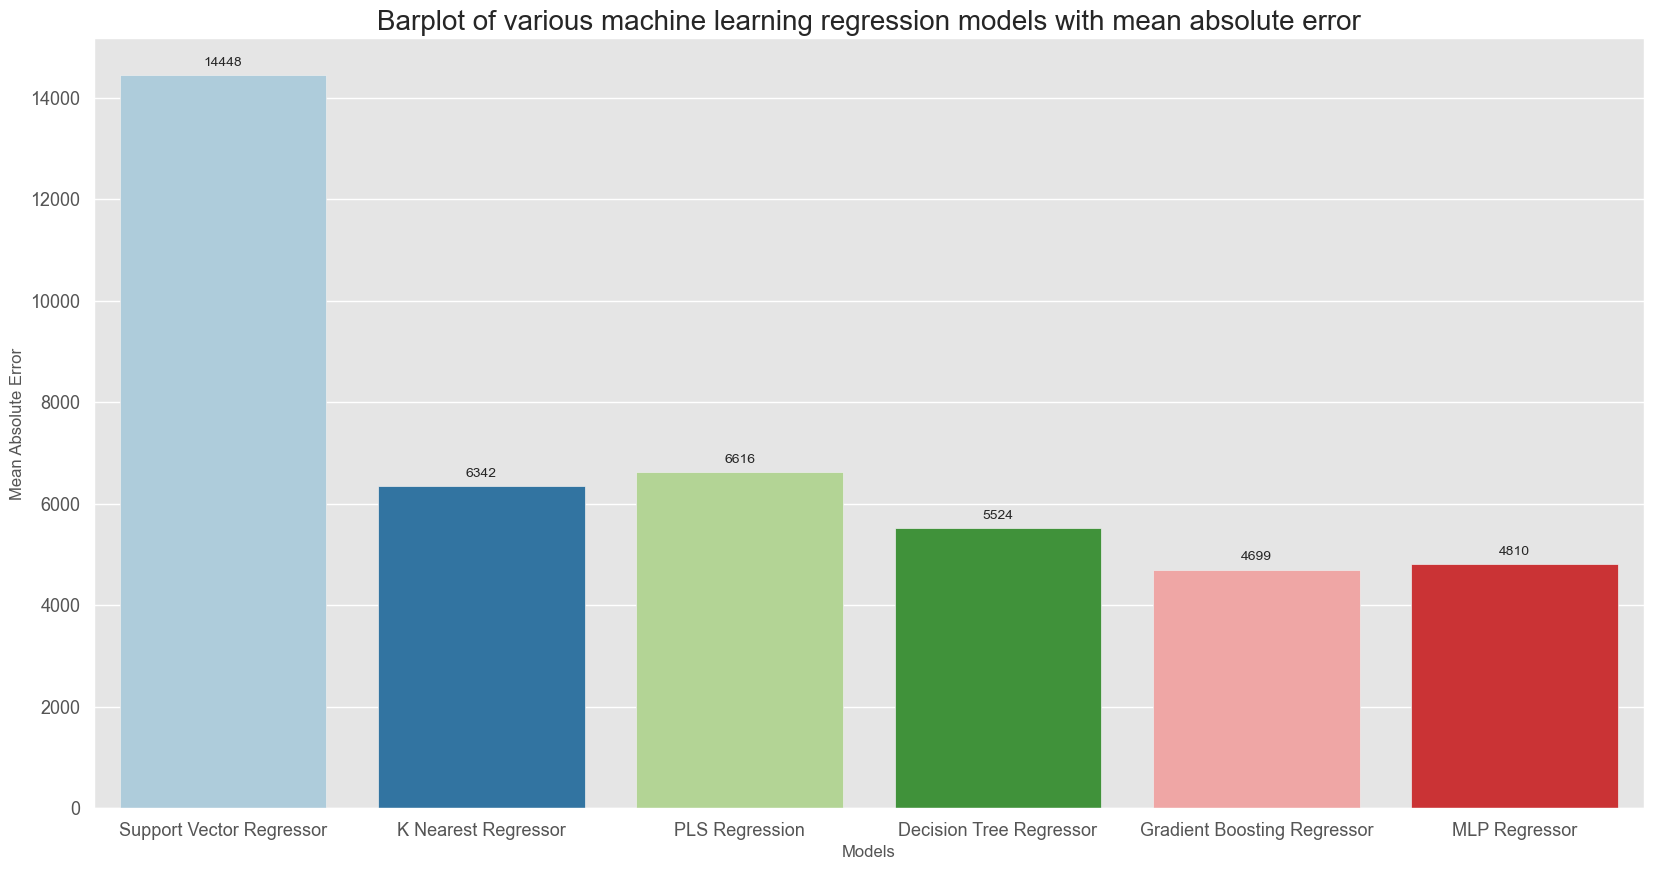 Barplot of various machine learning regression models with mean absolute error
14448
14000
12000
10000
8000
6000
4000
2000
0
Mean Absolute Error
6342
6616
5524
4699
4810
Support Vector Regressor
K Nearest Regressor
PLS Regression
Decision Tree Regressor
Gradient Boosting Regressor
MLP Regressor
Models